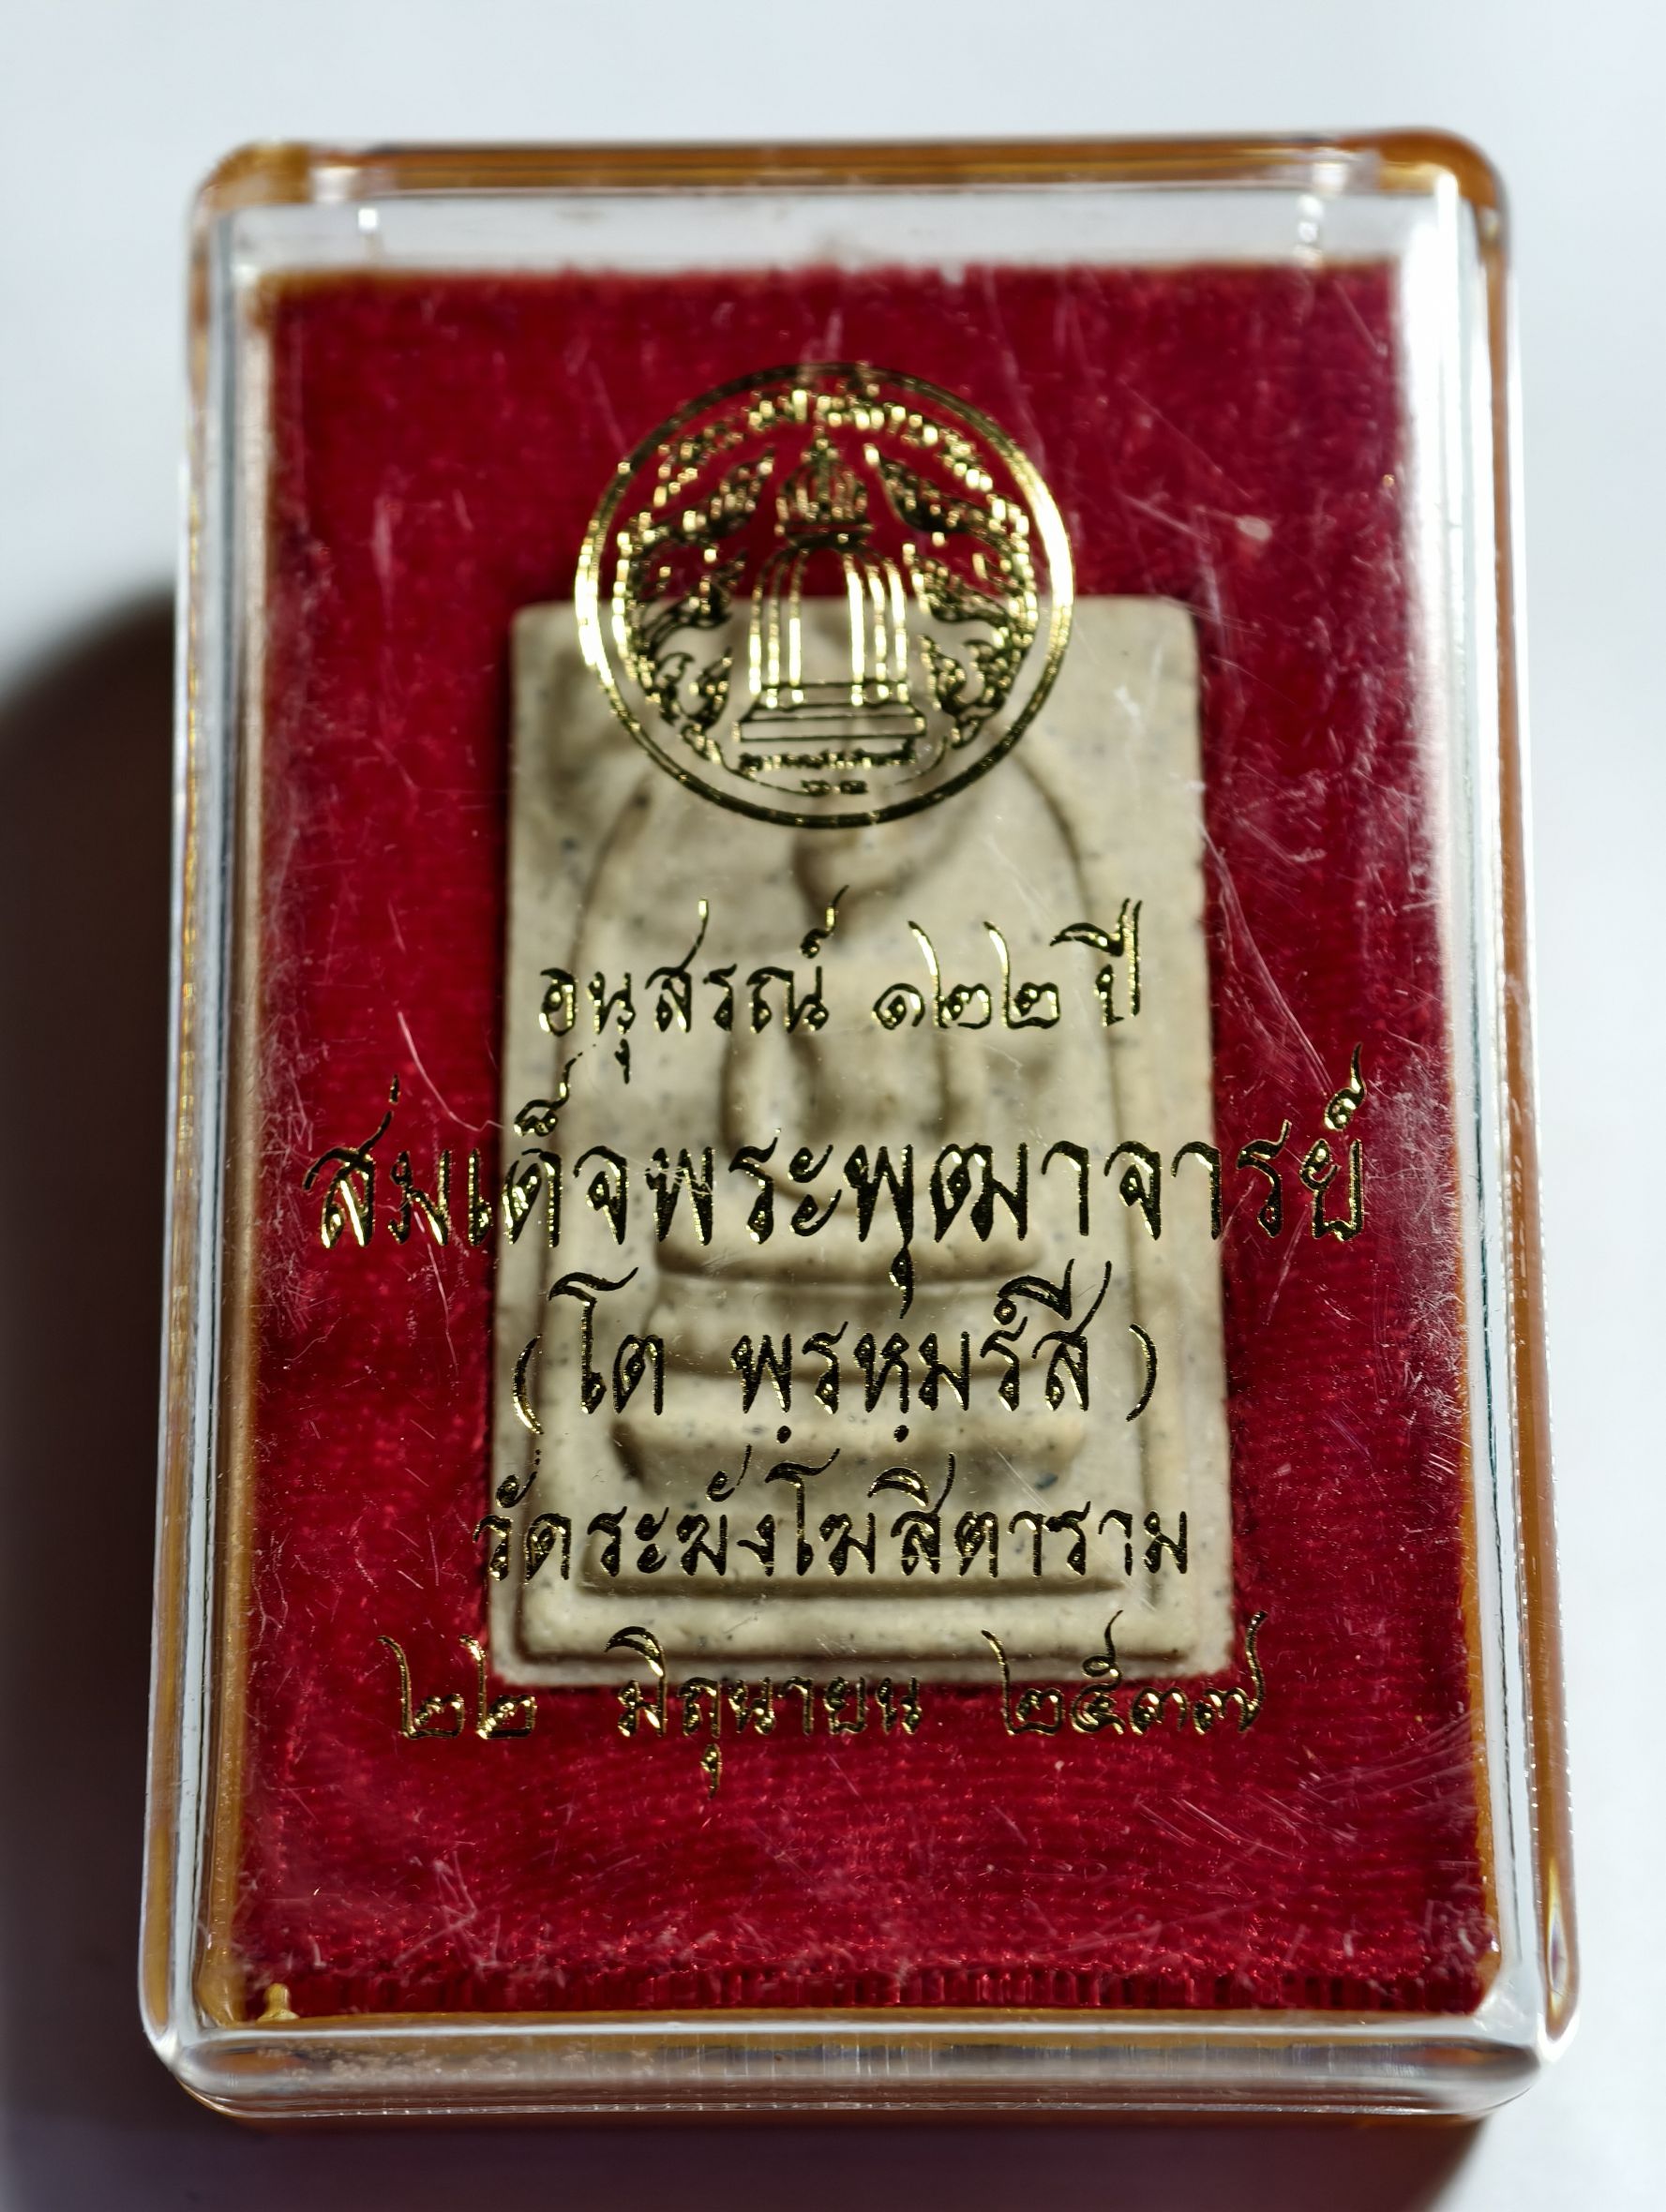 อนุสรณ์ ๑๒๒ ปี
สมเด็จพระพุฒาจารย์
(โต พฺรหฺมรํสี)
วัดระฆังโฆสิตาราม
๒๒ มิถุนายน ๒๕๓๗